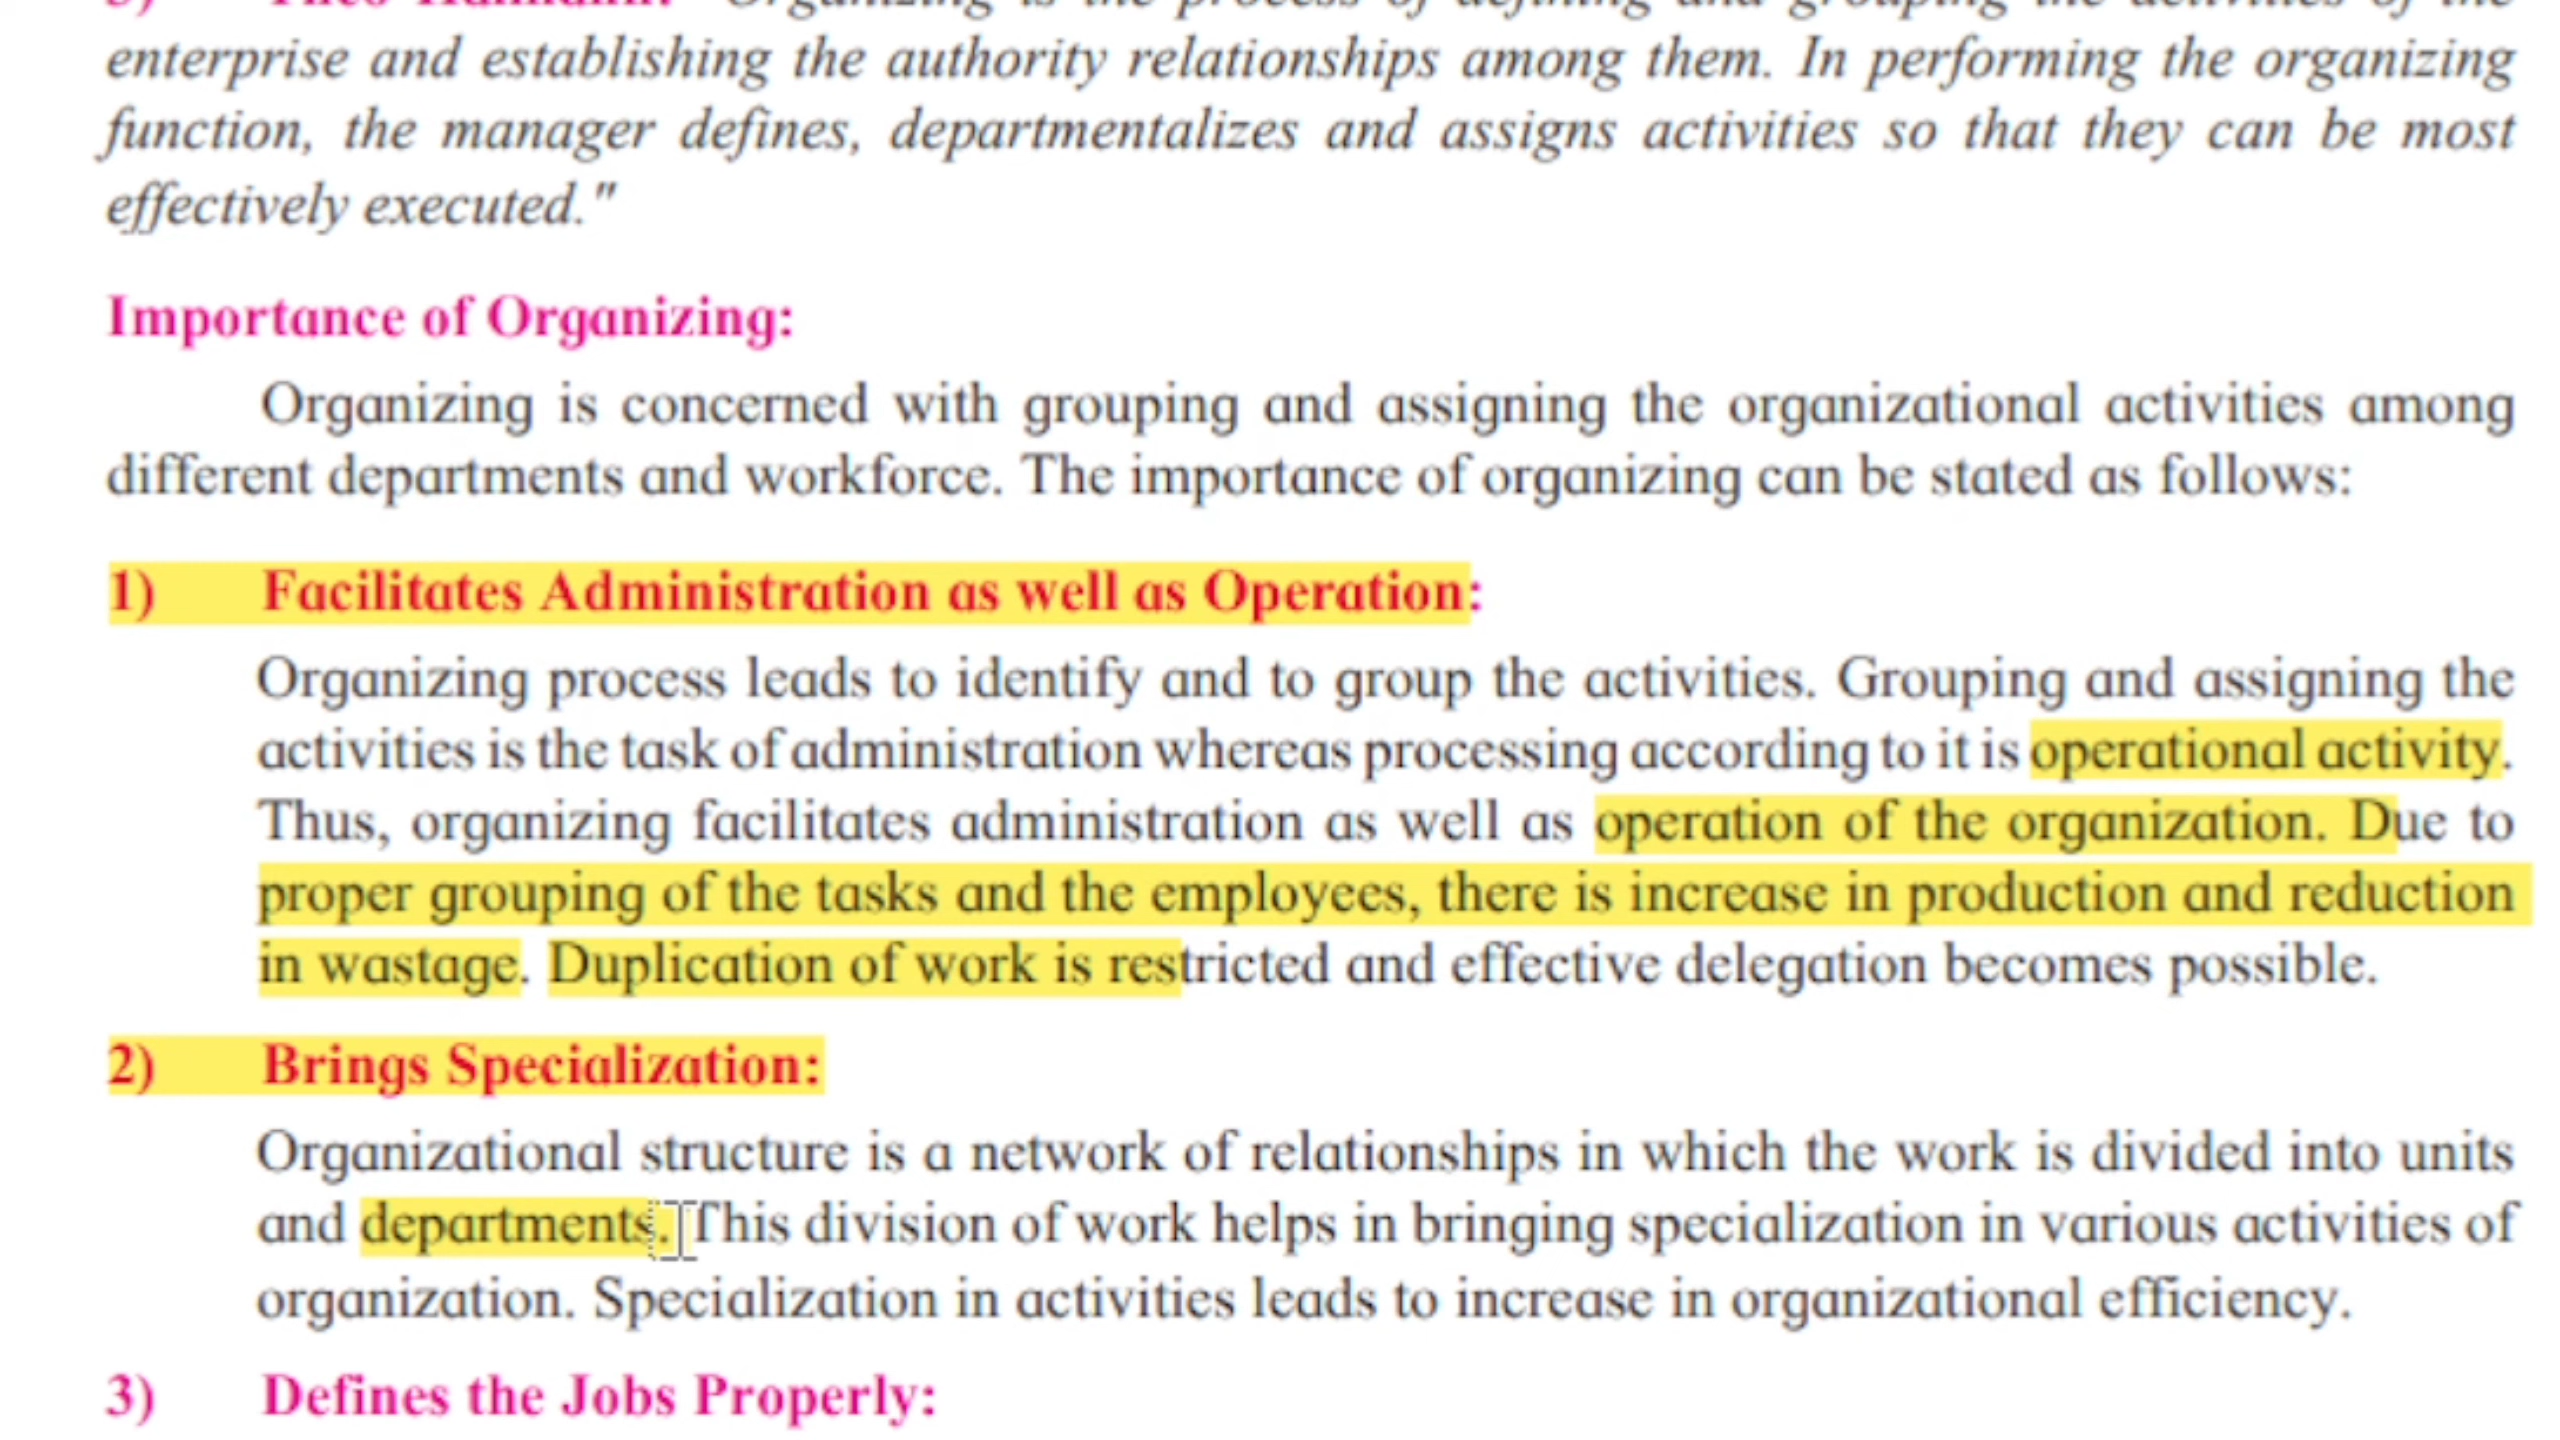 enterprise and establishing the authority relationships among them. In performing the organizing
function, the manager defines, departmentalizes and assigns activities so that they can be most
effectively executed."
Importance of Organizing:
Organizing is concerned with grouping and assigning the organizational activities among
different departments and workforce. The importance of organizing can be stated as follows:
1) Facilitates Administration as well as Operation:
Organizing process leads to identify and to group the activities. Grouping and assigning the
activities is the task of administration whereas processing according to it is operational activity.
Thus, organizing facilitates administration as well as operation of the organization. Due to
proper grouping of the tasks and the employees, there is increase in production and reduction
in wastage. Duplication of work is restricted and effective delegation becomes possible.
2) Brings Specialization:
Organizational structure is a network of relationships in which the work is divided into units
and departments. This division of work helps in bringing specialization in various activities of
organization. Specialization in activities leads to increase in organizational efficiency.
3) Defines the Jobs Properly: